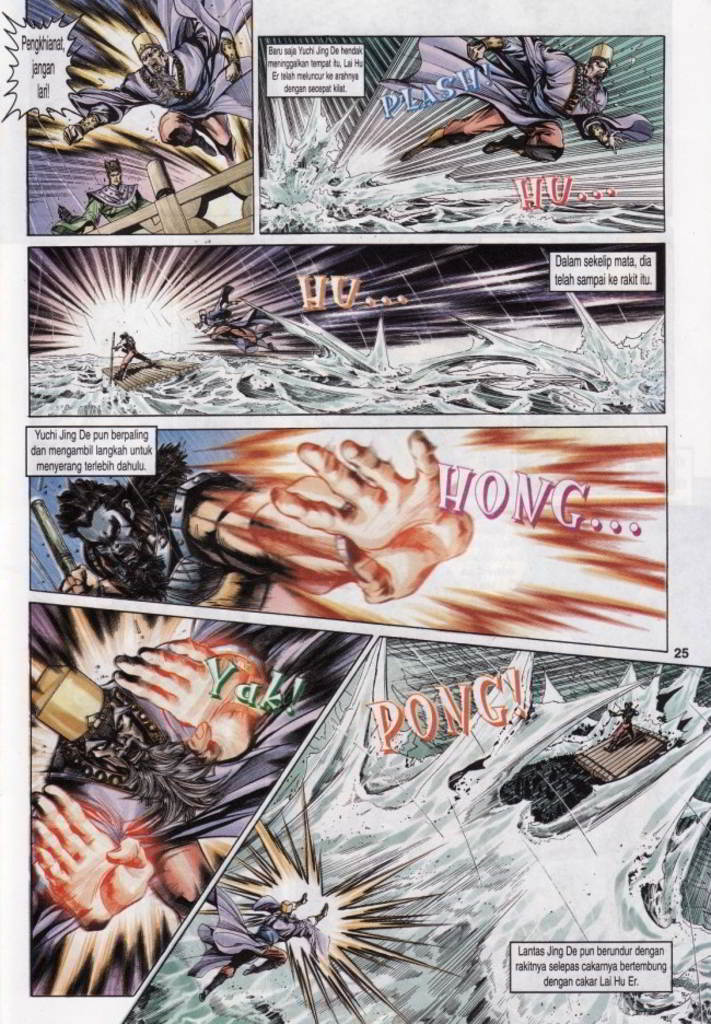 Pengkhianat,
jangan
lari!
Baru saja Yuchi Jing De hendak
meninggalkan tempat itu, Lai Hu
Er telah meluncur ke arahnya
dengan secepat kilat.
PLASH!
HU...
Dalam sekelip mata, dia
telah sampai ke rakit itu.
HU...
Yuchi Jing De pun berpaling
dan mengambil langkah untuk
menyerang terlebih dahulu.
HONG...
25
Yak!
PONG!
Lantas Jing De pun berundur dengan
rakitnya selepas cakarnya bertembung
dengan cakar Lai Hu Er.